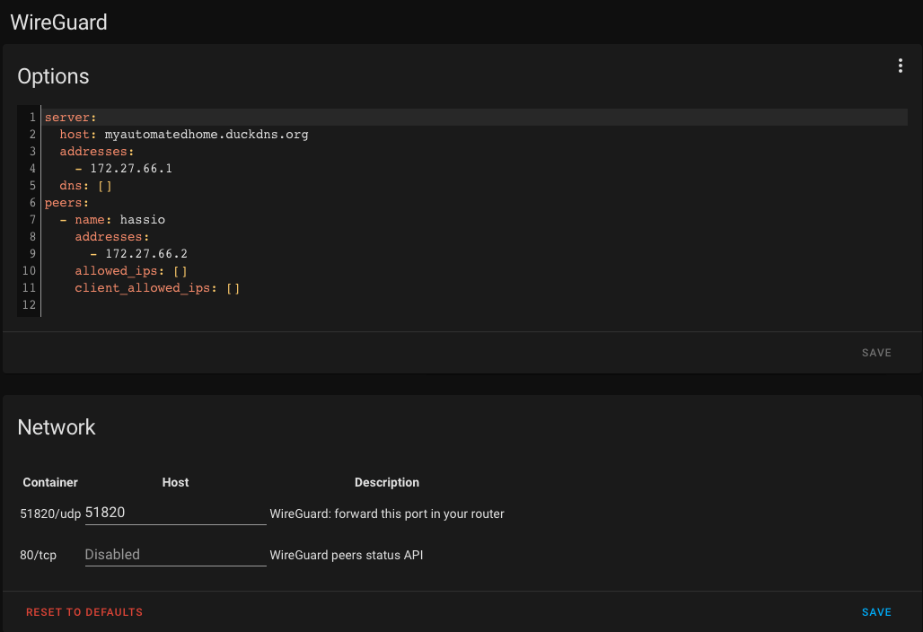 WireGuard
Options
1 server:
2   host: myautomatedhome.duckdns.org
3   addresses:
4     - 172.27.66.1
5   dns: []
6 peers:
7   - name: hassio
8     addresses:
9       - 172.27.66.2
10     allowed_ips: []
11     client_allowed_ips: []
12
SAVE
Network
Container Host Description
51820/udp 51820 WireGuard: forward this port in your router
80/tcp Disabled WireGuard peers status API
RESET TO DEFAULTS SAVE